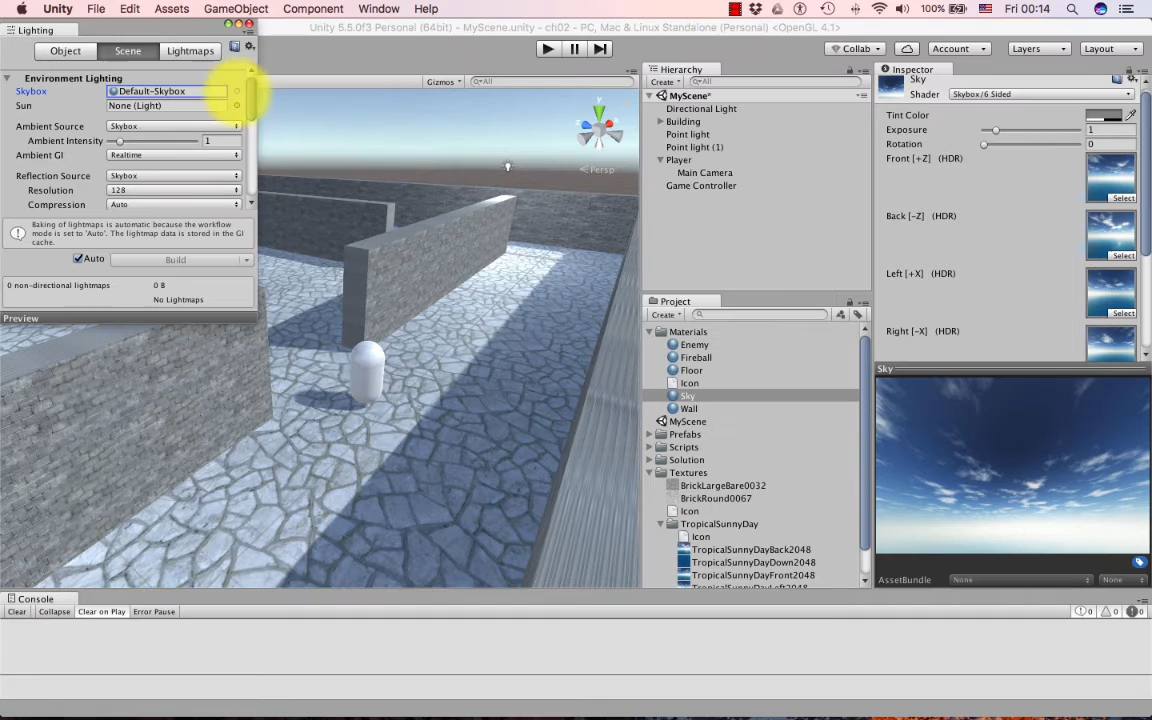 Unity File Edit Assets GameObject Component Window Help 100% Fri 00:14
Unity 5.5.0f3 Personal (64bit) - MyScene.unity - ch02 - PC, Mac & Linux Standalone (Personal) <OpenGL 4.1>
Lighting
Object Scene Lightmaps
Collab Account Layers Layout
Environment Lighting
Skybox Default-Skybox
Sun None (Light)
Ambient Source Skybox
Ambient Intensity 1
Ambient GI Realtime
Reflection Source Skybox
Resolution 128
Compression Auto
Baking of lightmaps is automatic because the workflow
mode is set to 'Auto'. The lightmap data is stored in the GI
cache.
Auto Build
0 non-directional lightmaps 0 B
No Lightmaps
Preview
Gizmos All
y
Persp
Hierarchy
Create All
MyScene*
Directional Light
Building
Point light
Point light (1)
Player
Main Camera
Game Controller
Project
Create
Materials
Enemy
Fireball
Floor
Icon
Sky
Wall
MyScene
Prefabs
Scripts
Solution
Textures
BrickLargeBare0032
BrickRound0067
Icon
TropicalSunnyDay
Icon
TropicalSunnyDayBack2048
TropicalSunnyDayDown2048
TropicalSunnyDayFront2048
TropicalSunnyDayLeft2048
Inspector
Sky
Shader Skybox/6 Sided
Tint Color
Exposure 1
Rotation 0
Front [+Z] (HDR)
Select
Back [-Z] (HDR)
Select
Left [+X] (HDR)
Select
Right [-X] (HDR)
Sky
AssetBundle None None
Console
Clear Collapse Clear on Play Error Pause 0 0 0